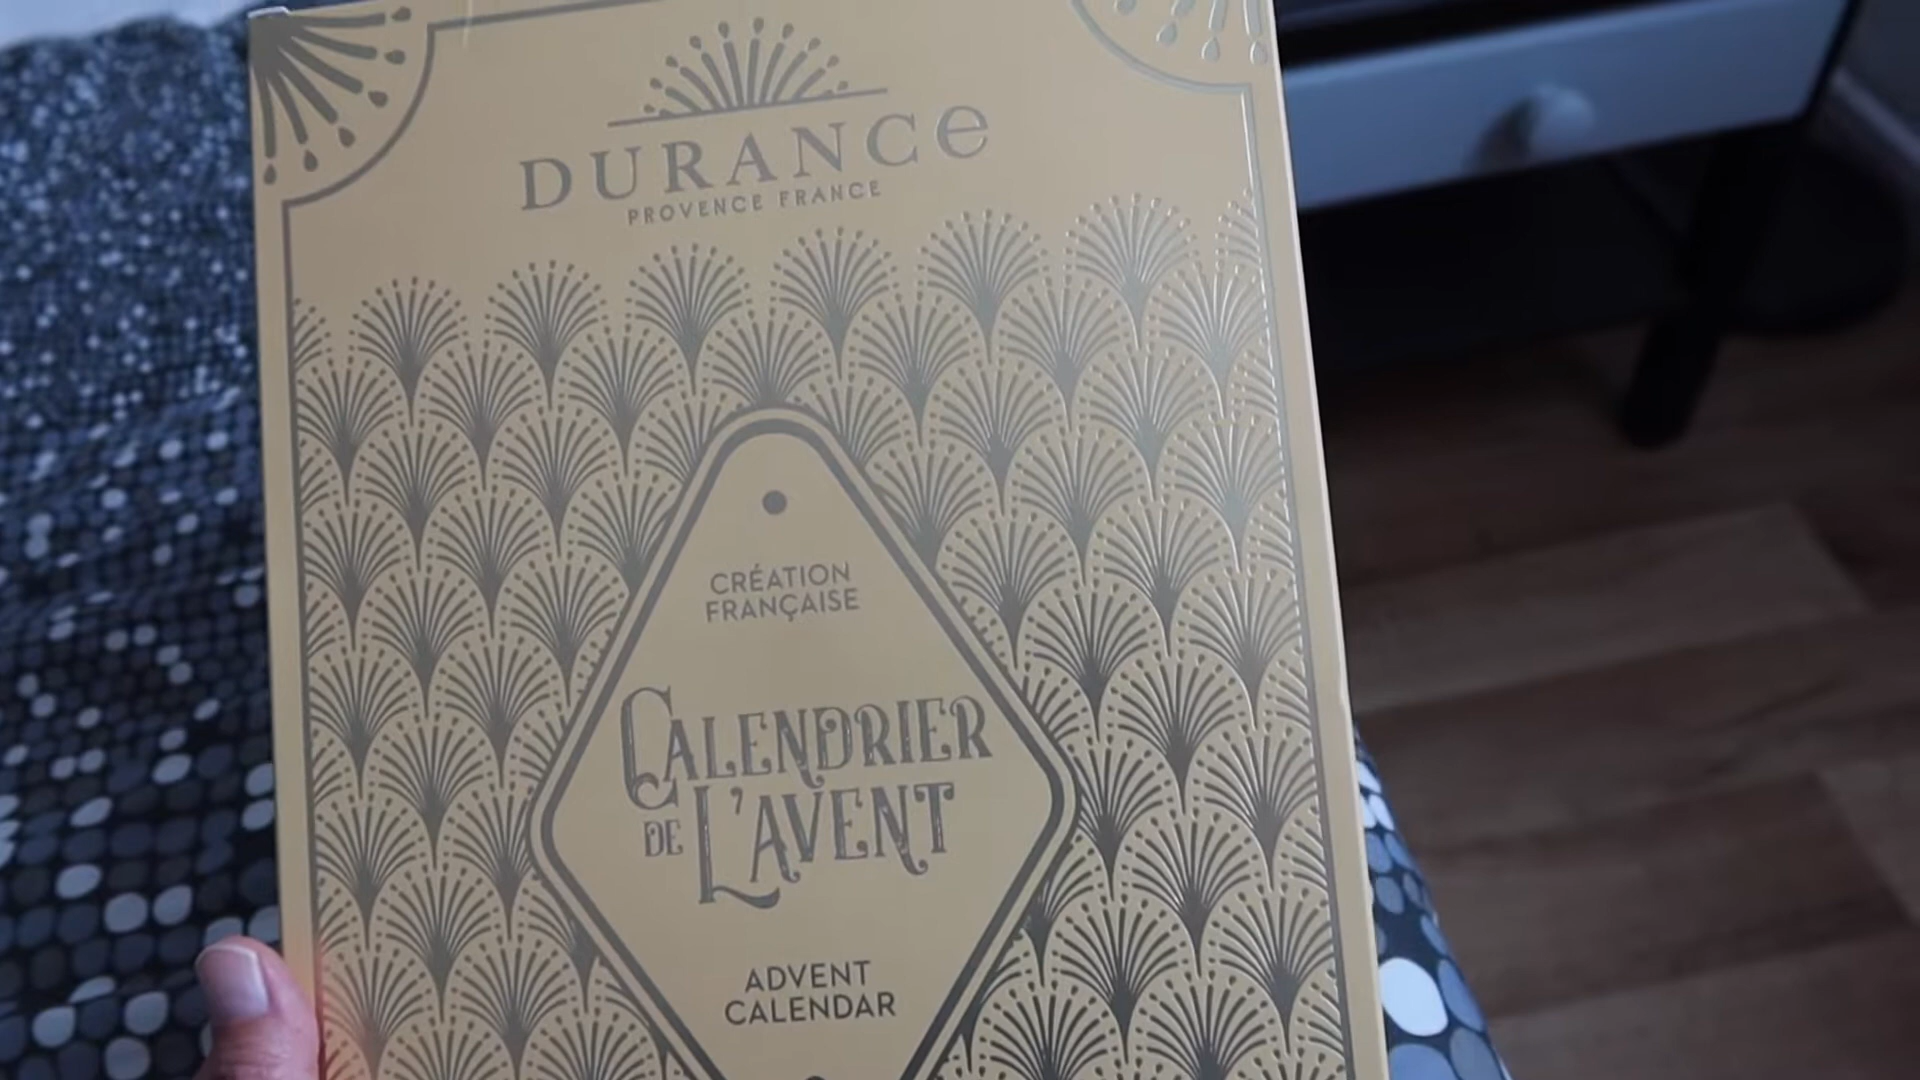 DURANCe
PROVENCE FRANCE
CRÉATION
FRANÇAISE
CALENDRIER
DE L'AVENT
ADVENT
CALENDAR